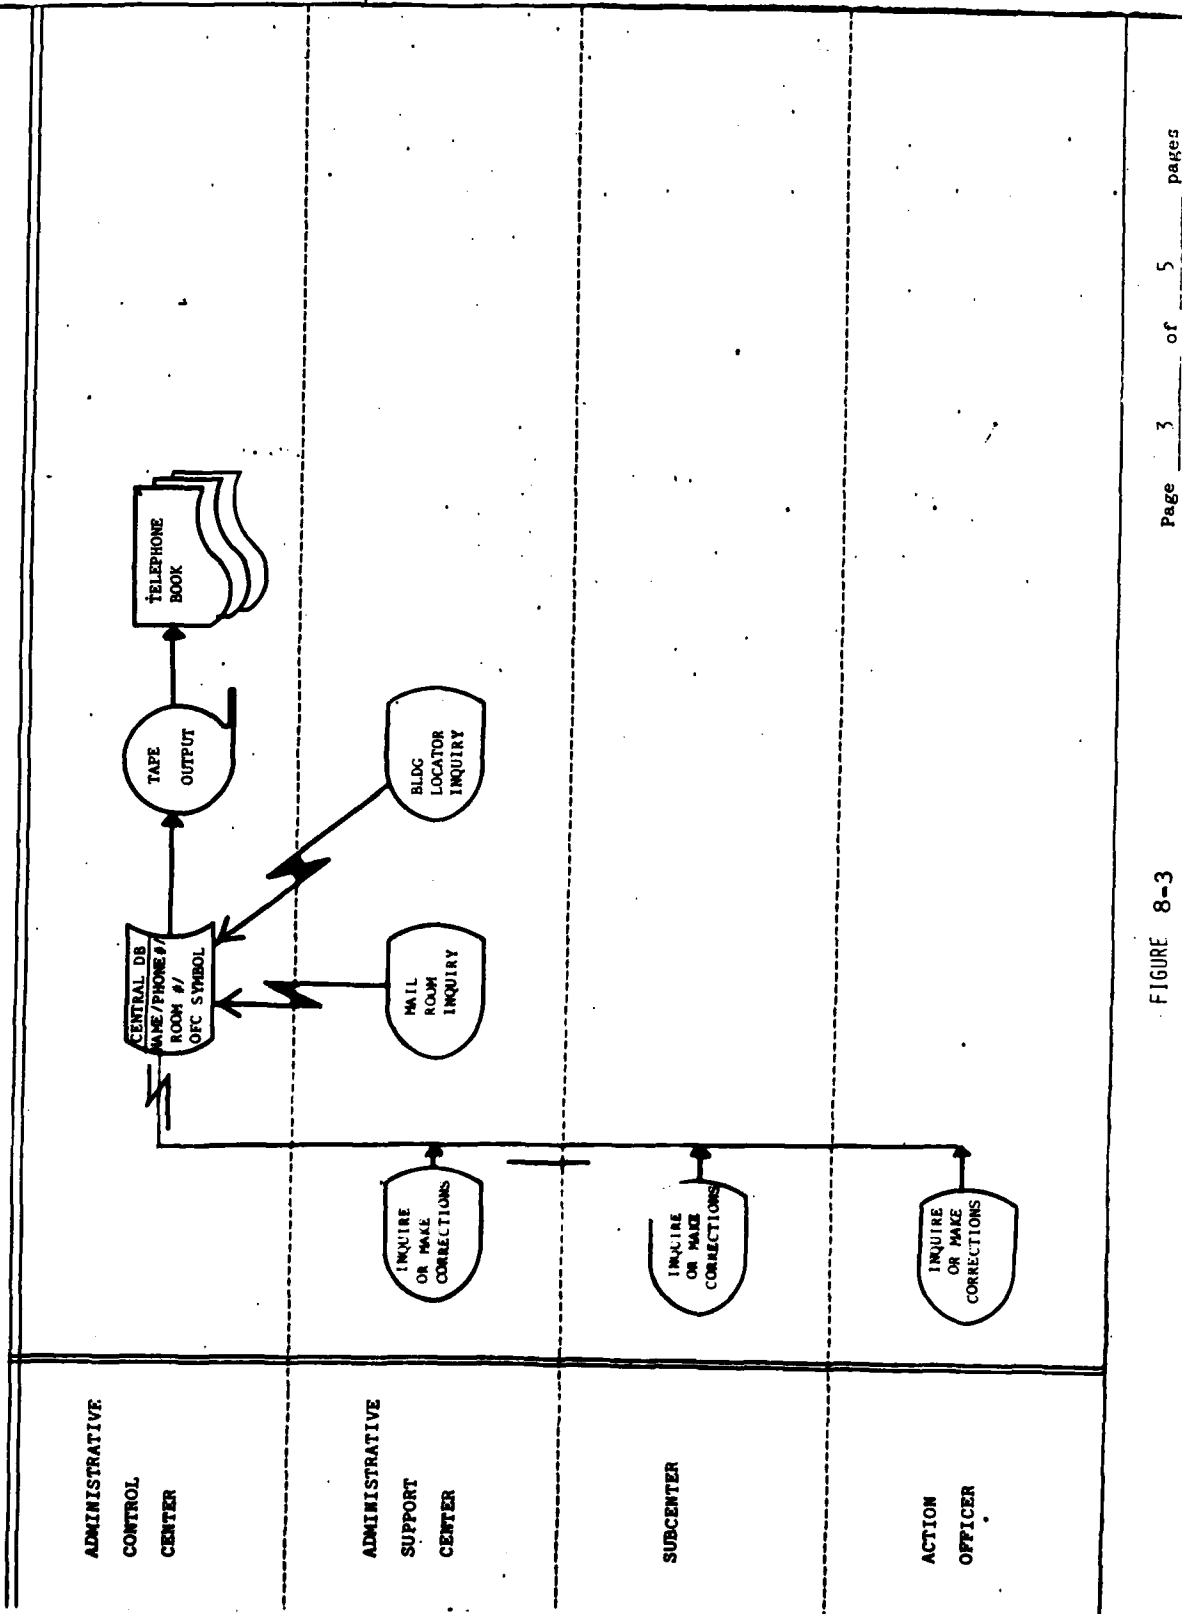 ADMINISTRATIVE
CONTROL
CENTER
CENTRAL DB
NAME/PHONE #/
ROOM #/
OFC SYMBOL
TAPE
OUTPUT
TELEPHONE
BOOK
ADMINISTRATIVE
SUPPORT
CENTER
INQUIRE
OR MAKE
CORRECTIONS
MAIL
ROOM
INQUIRY
BLDG
LOCATOR
INQUIRY
SUBCENTER
INQUIRE
OR MAKE
CORRECTIONS
ACTION
OFFICER
INQUIRE
OR MAKE
CORRECTIONS
FIGURE 8-3
Page 3 of 5 pages